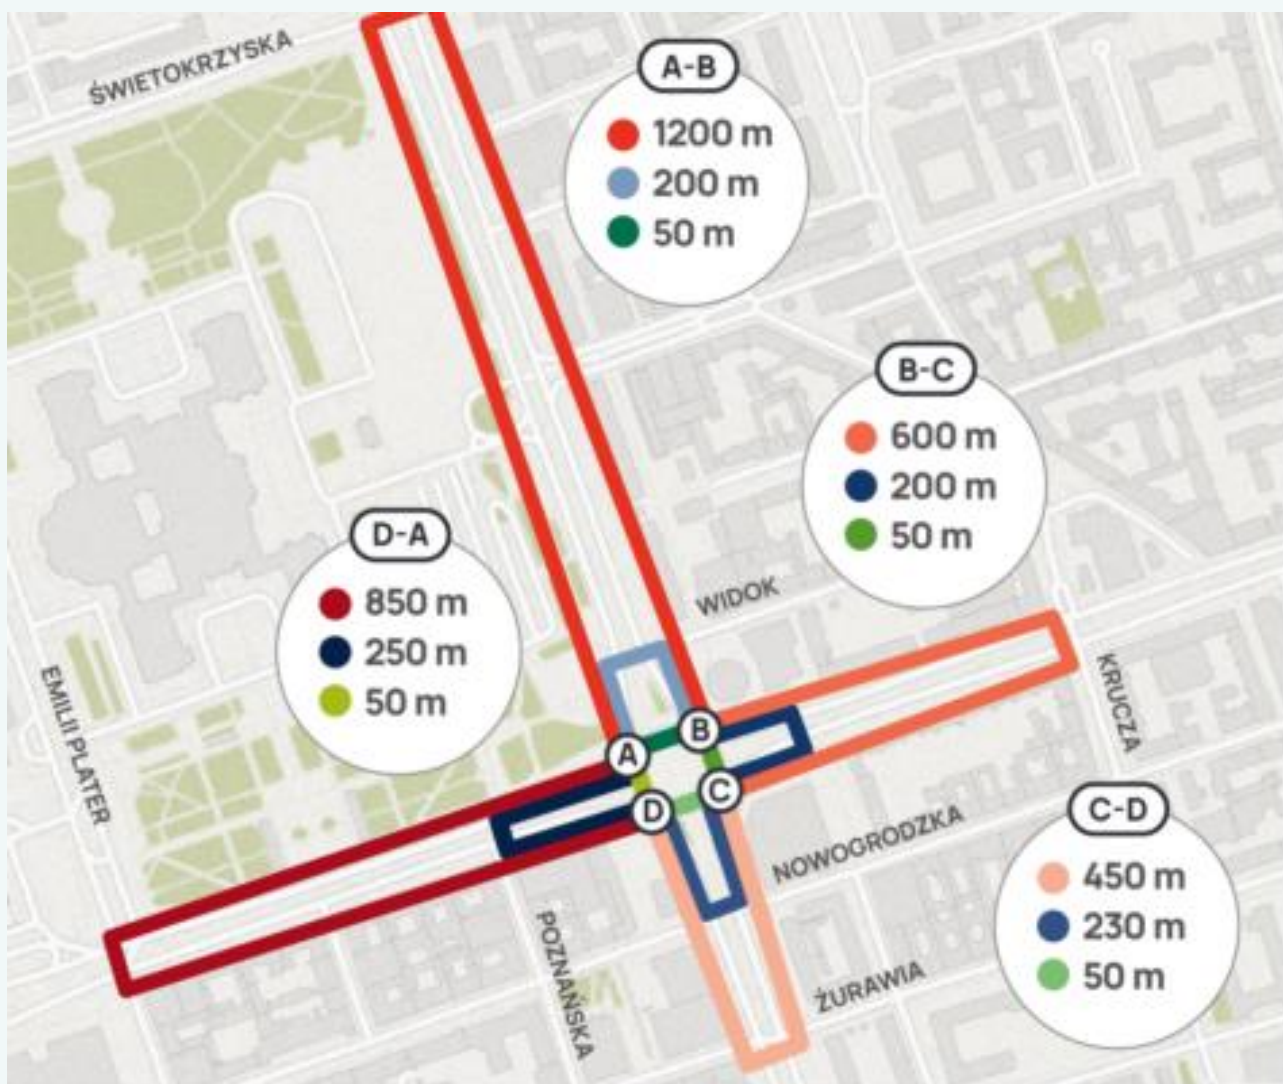 ŚWIETOKRZYSKA
A-B
1200 m
200 m
50 m
B-C
600 m
200 m
50 m
D-A
850 m
250 m
50 m
WIDOK
EMILII PLATER
KRUCZA
A
B
C
D
NOWOGRODZKA
C-D
450 m
230 m
50 m
POZNAŃSKA
ŻURAWIA